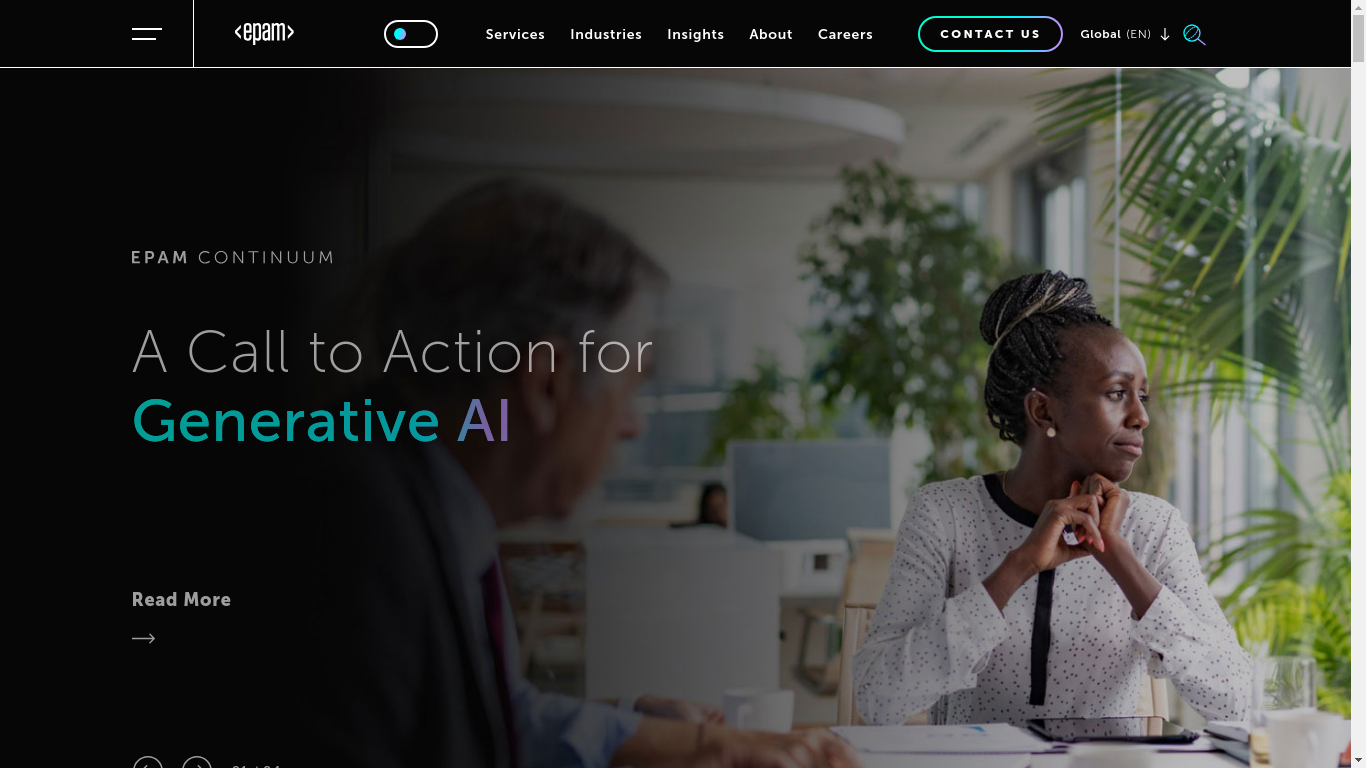 <epam>
Services
Industries
Insights
About
Careers
CONTACT US
Global (EN)
EPAM CONTINUUM
A Call to Action for
Generative AI
Read More